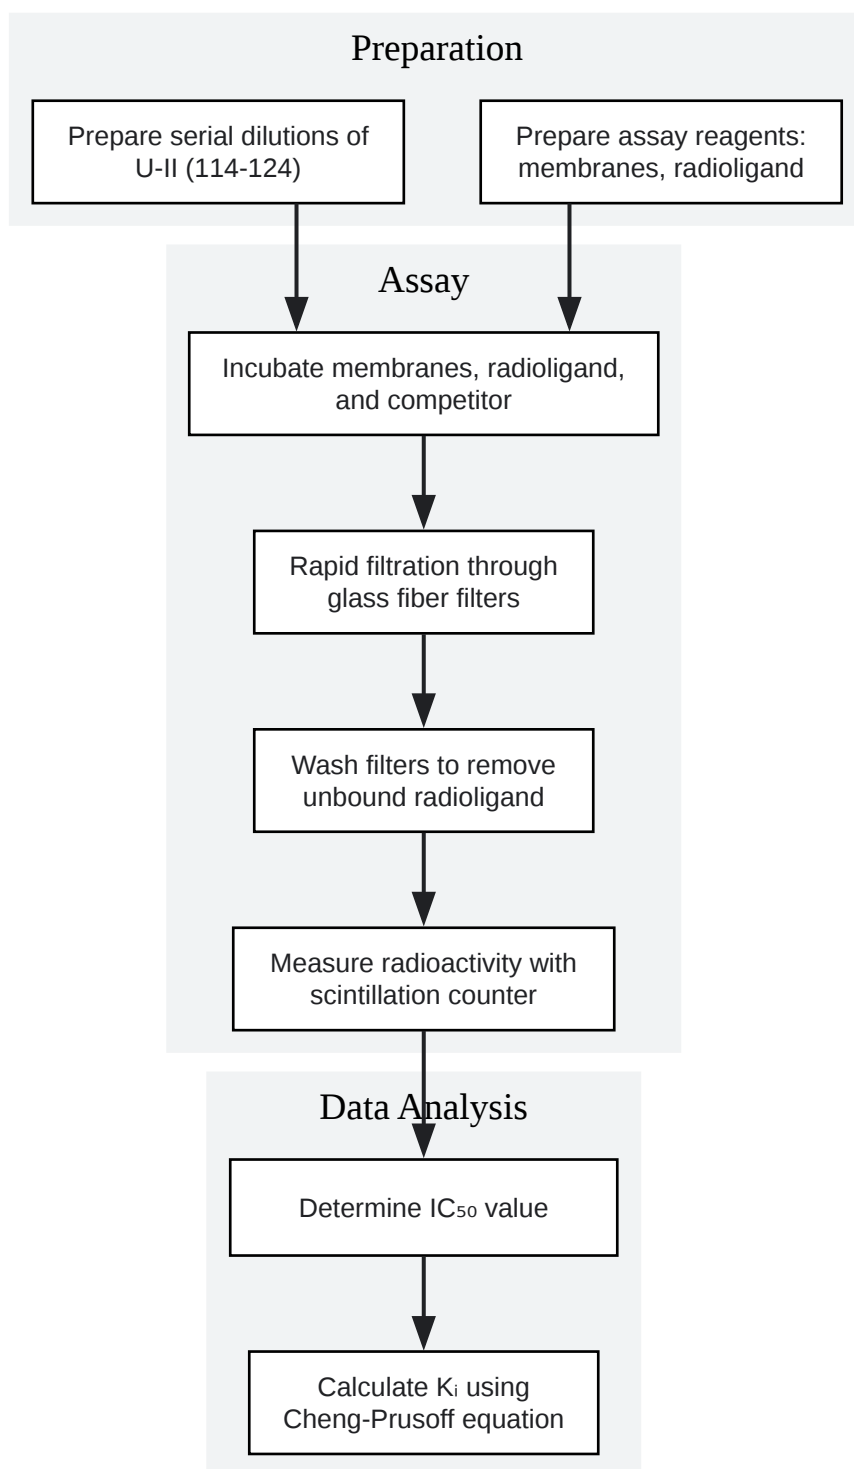 Preparation
Prepare serial dilutions of
U-II (114-124)
Prepare assay reagents:
membranes, radioligand
Assay
Incubate membranes, radioligand,
and competitor
Rapid filtration through
glass fiber filters
Wash filters to remove
unbound radioligand
Measure radioactivity with
scintillation counter
Data Analysis
Determine IC₅₀ value
Calculate Kᵢ using
Cheng-Prusoff equation